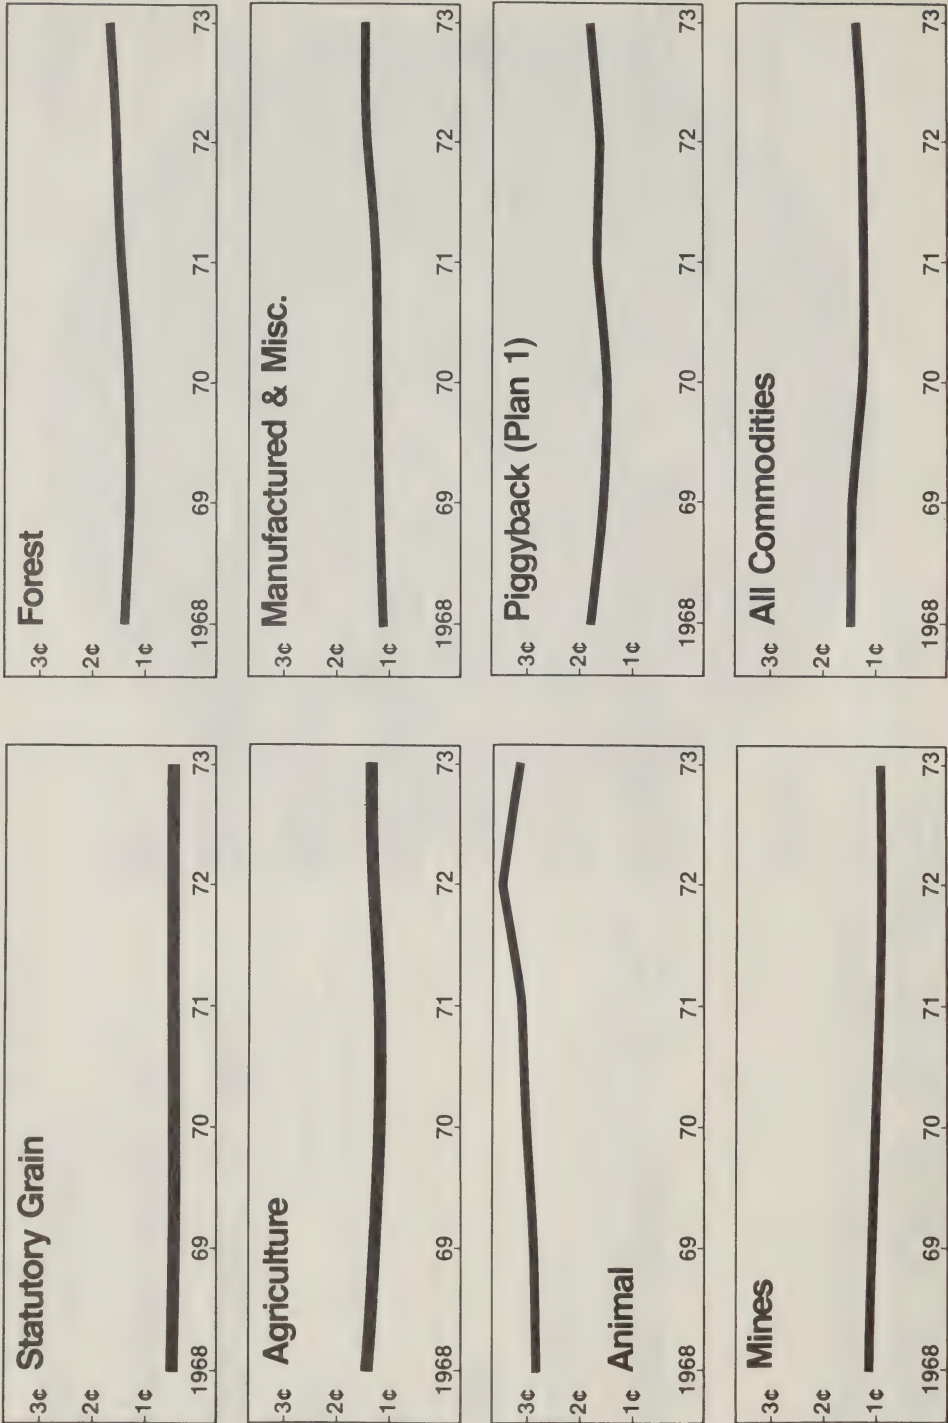 Statutory Grain
3¢
2¢
1¢
1968 69 70 71 72 73
Forest
3¢
2¢
1¢
1968 69 70 71 72 73
Agriculture
3¢
2¢
1¢
1968 69 70 71 72 73
Manufactured & Misc.
3¢
2¢
1¢
1968 69 70 71 72 73
Animal
3¢
2¢
1¢
1968 69 70 71 72 73
Piggyback (Plan 1)
3¢
2¢
1¢
1968 69 70 71 72 73
Mines
3¢
2¢
1¢
1968 69 70 71 72 73
All Commodities
3¢
2¢
1¢
1968 69 70 71 72 73